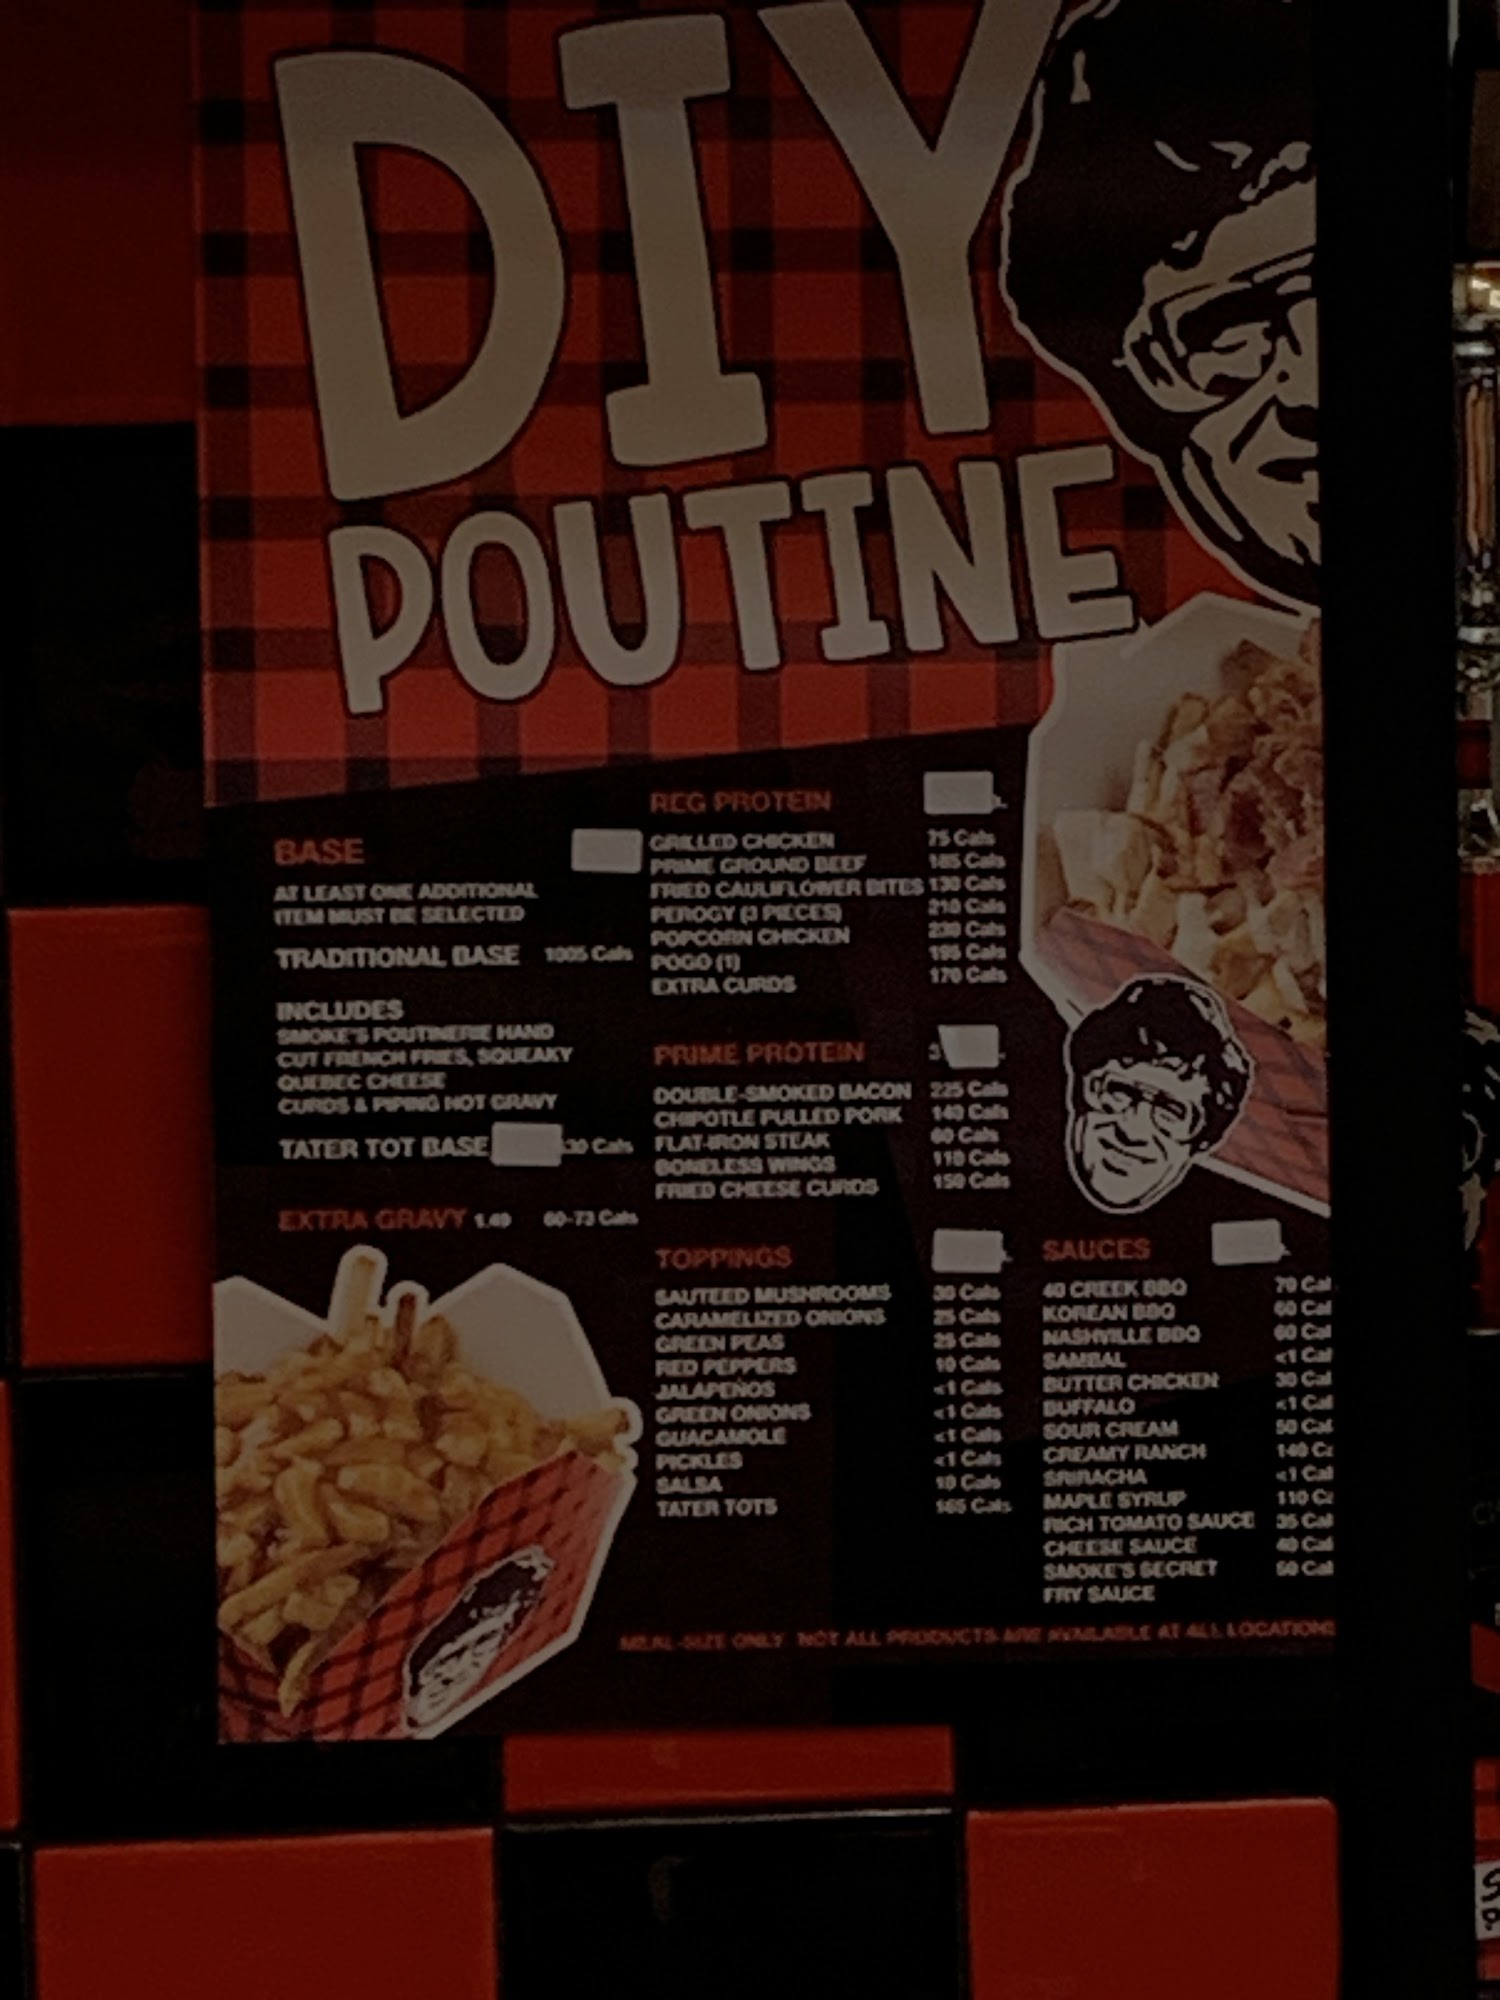 DIY
POUTINE
BASE
AT LEAST ONE ADDITIONAL
ITEM MUST BE SELECTED
TRADITIONAL BASE 1005 Cals
INCLUDES
SMOKE'S POUTINERIE HAND
CUT FRENCH FRIES, SQUEAKY
QUEBEC CHEESE
CURDS & PIPING HOT GRAVY
TATER TOT BASE 30 Cals
EXTRA GRAVY 1.49 60-73 Cals
REG PROTEIN
GRILLED CHICKEN 75 Cals
PRIME GROUND BEEF 185 Cals
FRIED CAULIFLOWER BITES 130 Cals
PEROGY (3 PIECES) 210 Cals
POPCORN CHICKEN 230 Cals
POGO (1) 195 Cals
EXTRA CURDS 170 Cals
PRIME PROTEIN 3
DOUBLE-SMOKED BACON 225 Cals
CHIPOTLE PULLED PORK 140 Cals
FLAT-IRON STEAK 60 Cals
BONELESS WINGS 110 Cals
FRIED CHEESE CURDS 150 Cals
TOPPINGS
SAUTEED MUSHROOMS 30 Cals
CARAMELIZED ONIONS 25 Cals
GREEN PEAS 25 Cals
RED PEPPERS 10 Cals
JALAPEÑOS <1 Cals
GREEN ONIONS <1 Cals
GUACAMOLE <1 Cals
PICKLES <1 Cals
SALSA 10 Cals
TATER TOTS 165 Cals
SAUCES
40 CREEK BBQ 70 Cal
KOREAN BBQ 60 Cal
NASHVILLE BBQ 60 Cal
SAMBAL <1 Cal
BUTTER CHICKEN 30 Cal
BUFFALO <1 Cal
SOUR CREAM 50 Cal
CREAMY RANCH 140 Ca
SRIRACHA <1 Cal
MAPLE SYRUP 110 Ca
RICH TOMATO SAUCE 35 Cal
CHEESE SAUCE 40 Cal
SMOKE'S SECRET 50 Cal
FRY SAUCE
MEAL-SIZE ONLY NOT ALL PRODUCTS ARE AVAILABLE AT ALL LOCATIONS